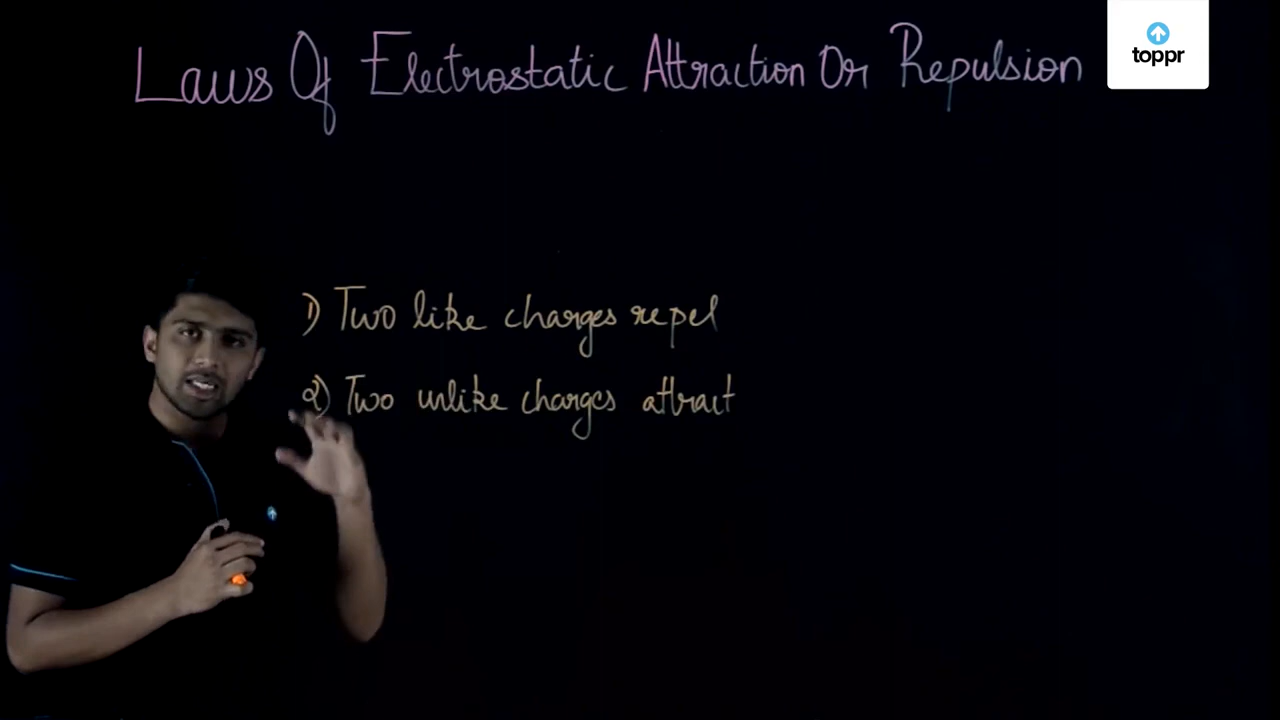 Laws Of Electrostatic Attraction Or Repulsion
toppr
1) Two like charges repel
2) Two unlike charges attract